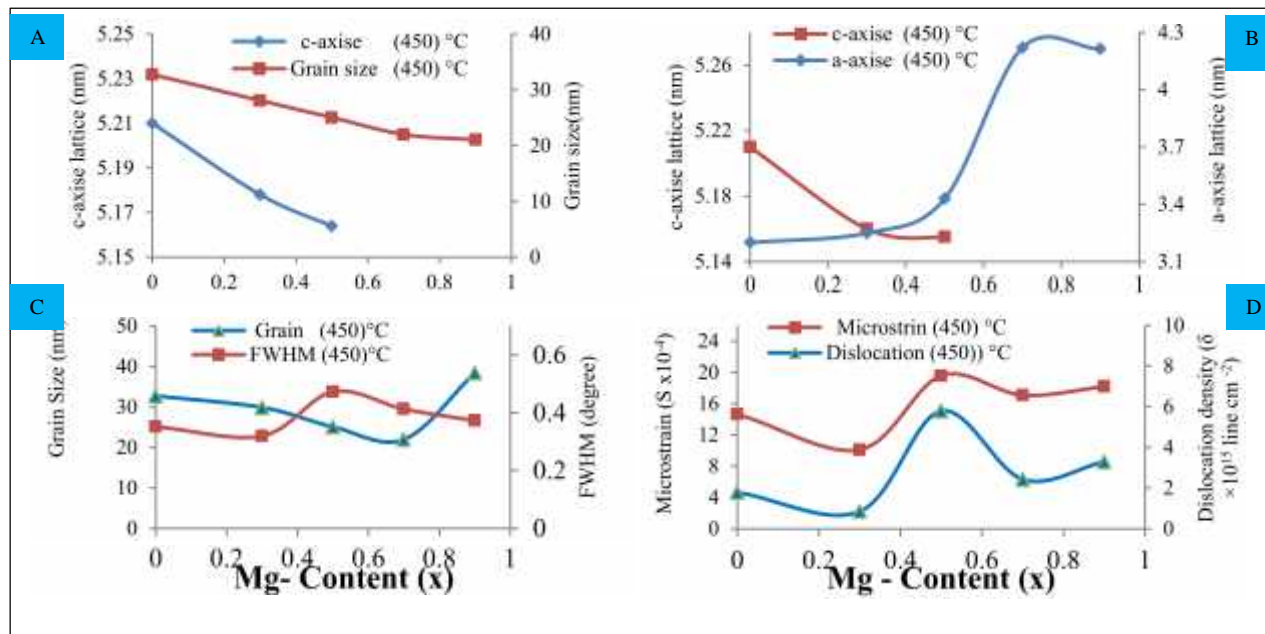 A
5.25
5.23
5.21
5.19
5.17
5.15
c-axise lattice (nm)
c-axise (450) °C
Grain size (450) °C
40
30
20
10
0
Grain size(nm)
0 0.2 0.4 0.6 0.8 1
B
5.26
5.22
5.18
5.14
c-axise lattice (nm)
c-axise (450) °C
a-axise (450) °C
4.3
4
3.7
3.4
3.1
a-axise lattice (nm)
0 0.2 0.4 0.6 0.8 1
C
50
40
30
20
10
0
Grain Size (nm)
Grain (450)°C
FWHM (450)°C
0.6
0.4
0.2
0
FWHM (degree)
0 0.2 0.4 0.6 0.8 1
Mg- Content (x)
D
24
20
16
12
8
4
0
Microstrain (S x10⁻⁴)
Microstrin (450) °C
Dislocation (450)) °C
10
8
6
4
2
0
Dislocation density (δ
×10¹⁵ line cm ⁻²)
0 0.2 0.4 0.6 0.8 1
Mg - Content (x)